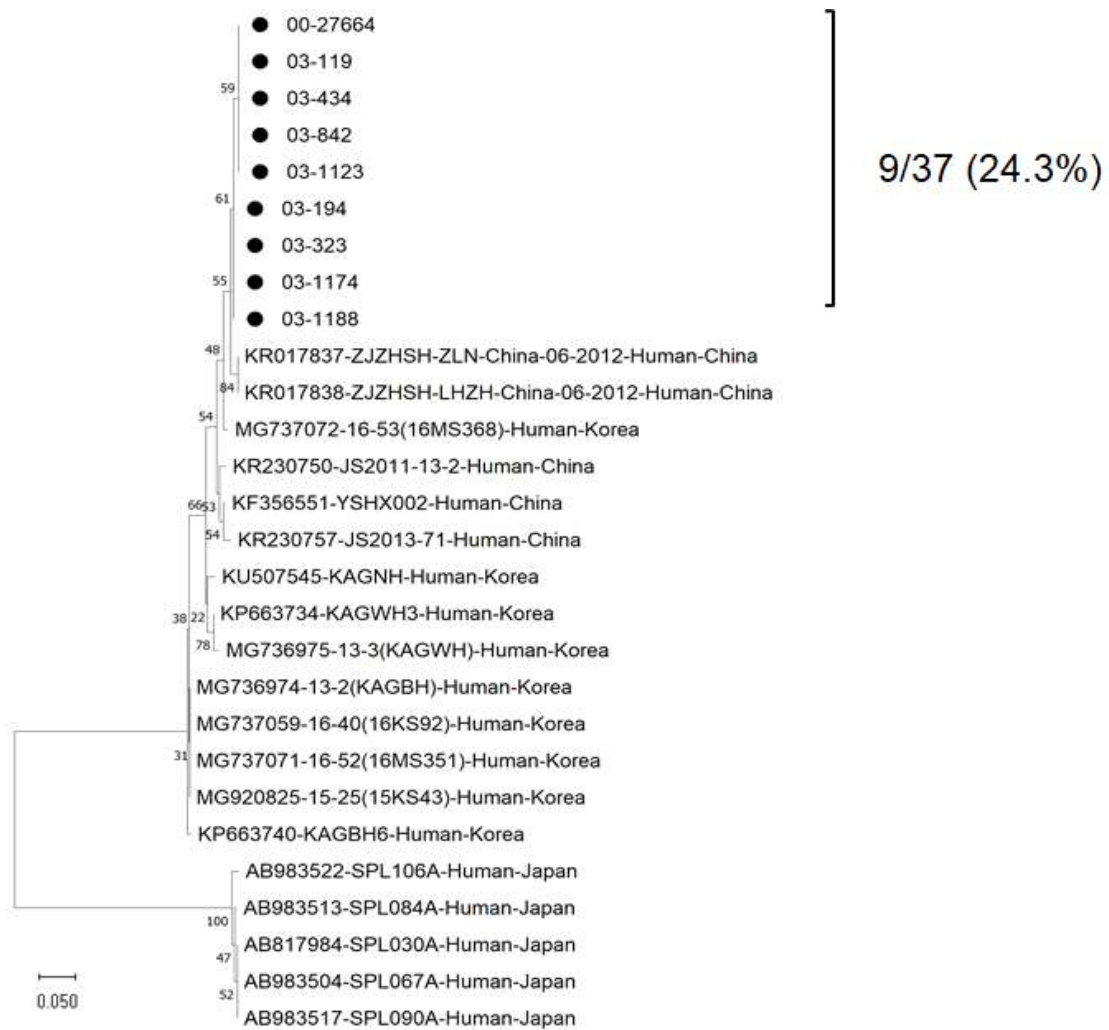 00-27664
03-119
59
03-434
03-842
03-1123
9/37 (24.3%)
61
03-194
03-323
55
03-1174
03-1188
48
KR017837-ZJZHSH-ZLN-China-06-2012-Human-China
84
KR017838-ZJZHSH-LHZH-China-06-2012-Human-China
54
MG737072-16-53(16MS368)-Human-Korea
KR230750-JS2011-13-2-Human-China
66
53
KF356551-YSHX002-Human-China
54
KR230757-JS2013-71-Human-China
KU507545-KAGNH-Human-Korea
38
22
KP663734-KAGWH3-Human-Korea
78
MG736975-13-3(KAGWH)-Human-Korea
MG736974-13-2(KAGBH)-Human-Korea
MG737059-16-40(16KS92)-Human-Korea
31
MG737071-16-52(16MS351)-Human-Korea
MG920825-15-25(15KS43)-Human-Korea
KP663740-KAGBH6-Human-Korea
AB983522-SPL106A-Human-Japan
AB983513-SPL084A-Human-Japan
100
AB817984-SPL030A-Human-Japan
47
AB983504-SPL067A-Human-Japan
52
AB983517-SPL090A-Human-Japan
0.050